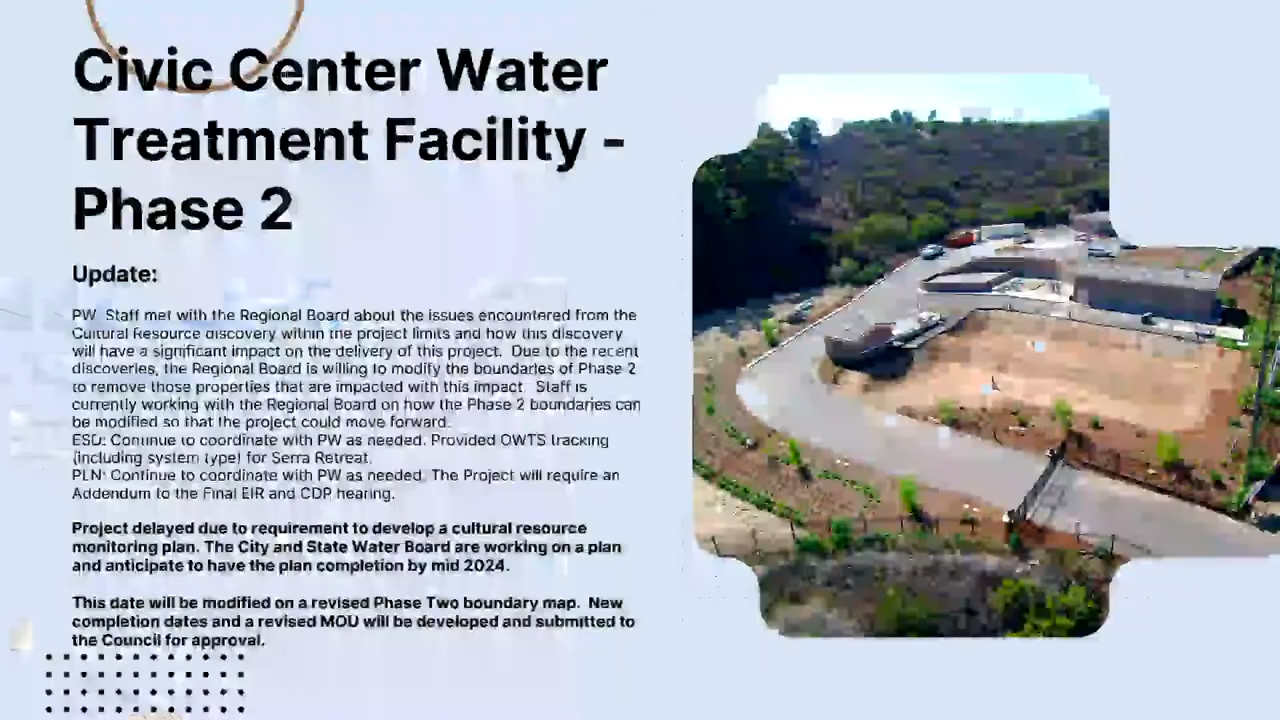 Civic Center Water
Treatment Facility -
Phase 2
Update:
PW: Staff met with the Regional Board about the issues encountered from the
Cultural Resource discovery within the project limits and how this discovery
will have a significant impact on the delivery of this project. Due to the recent
discoveries, the Regional Board is willing to modify the boundaries of Phase 2
to remove those properties that are impacted with this impact. Staff is
currently working with the Regional Board on how the Phase 2 boundaries can
be modified so that the project could move forward.
ESD: Continue to coordinate with PW as needed. Provided OWTS tracking
(including system type) for Serra Retreat.
PLN: Continue to coordinate with PW as needed. The Project will require an
Addendum to the Final EIR and CDP hearing.
Project delayed due to requirement to develop a cultural resource
monitoring plan. The City and State Water Board are working on a plan
and anticipate to have the plan completion by mid 2024.
This date will be modified on a revised Phase Two boundary map. New
completion dates and a revised MOU will be developed and submitted to
the Council for approval.